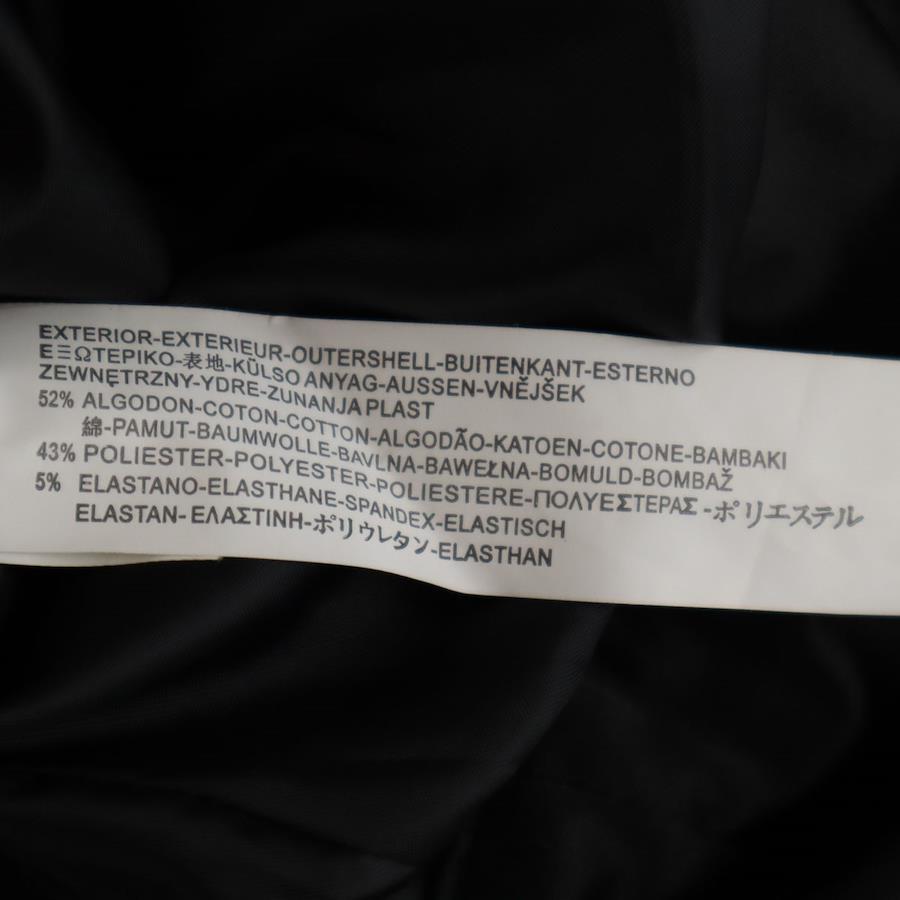 EXTERIOR-EXTERIEUR-OUTERSHELL-BUITENKANT-ESTERNO
ΕΞΩΤΕΡΙΚΟ-表地-KÜLSO ANYAG-AUSSEN-VNĚJŠEK
ZEWNĘTRZNY-YDRE-ZUNANJA PLAST
52% ALGODON-COTON-COTTON-ALGODÃO-KATOEN-COTONE-BAMBAKI
綿-PAMUT-BAUMWOLLE-BAVLNA-BAWEŁNA-BOMULD-BOMBAŽ
43% POLIESTER-POLYESTER-POLIESTERE-ΠΟΛΥΕΣΤΕΡΑΣ-ポリエステル
5% ELASTANO-ELASTHANE-SPANDEX-ELASTISCH
ELASTAN-ΕΛΑΣΤΙΝΗ-ポリウレタン-ELASTHAN